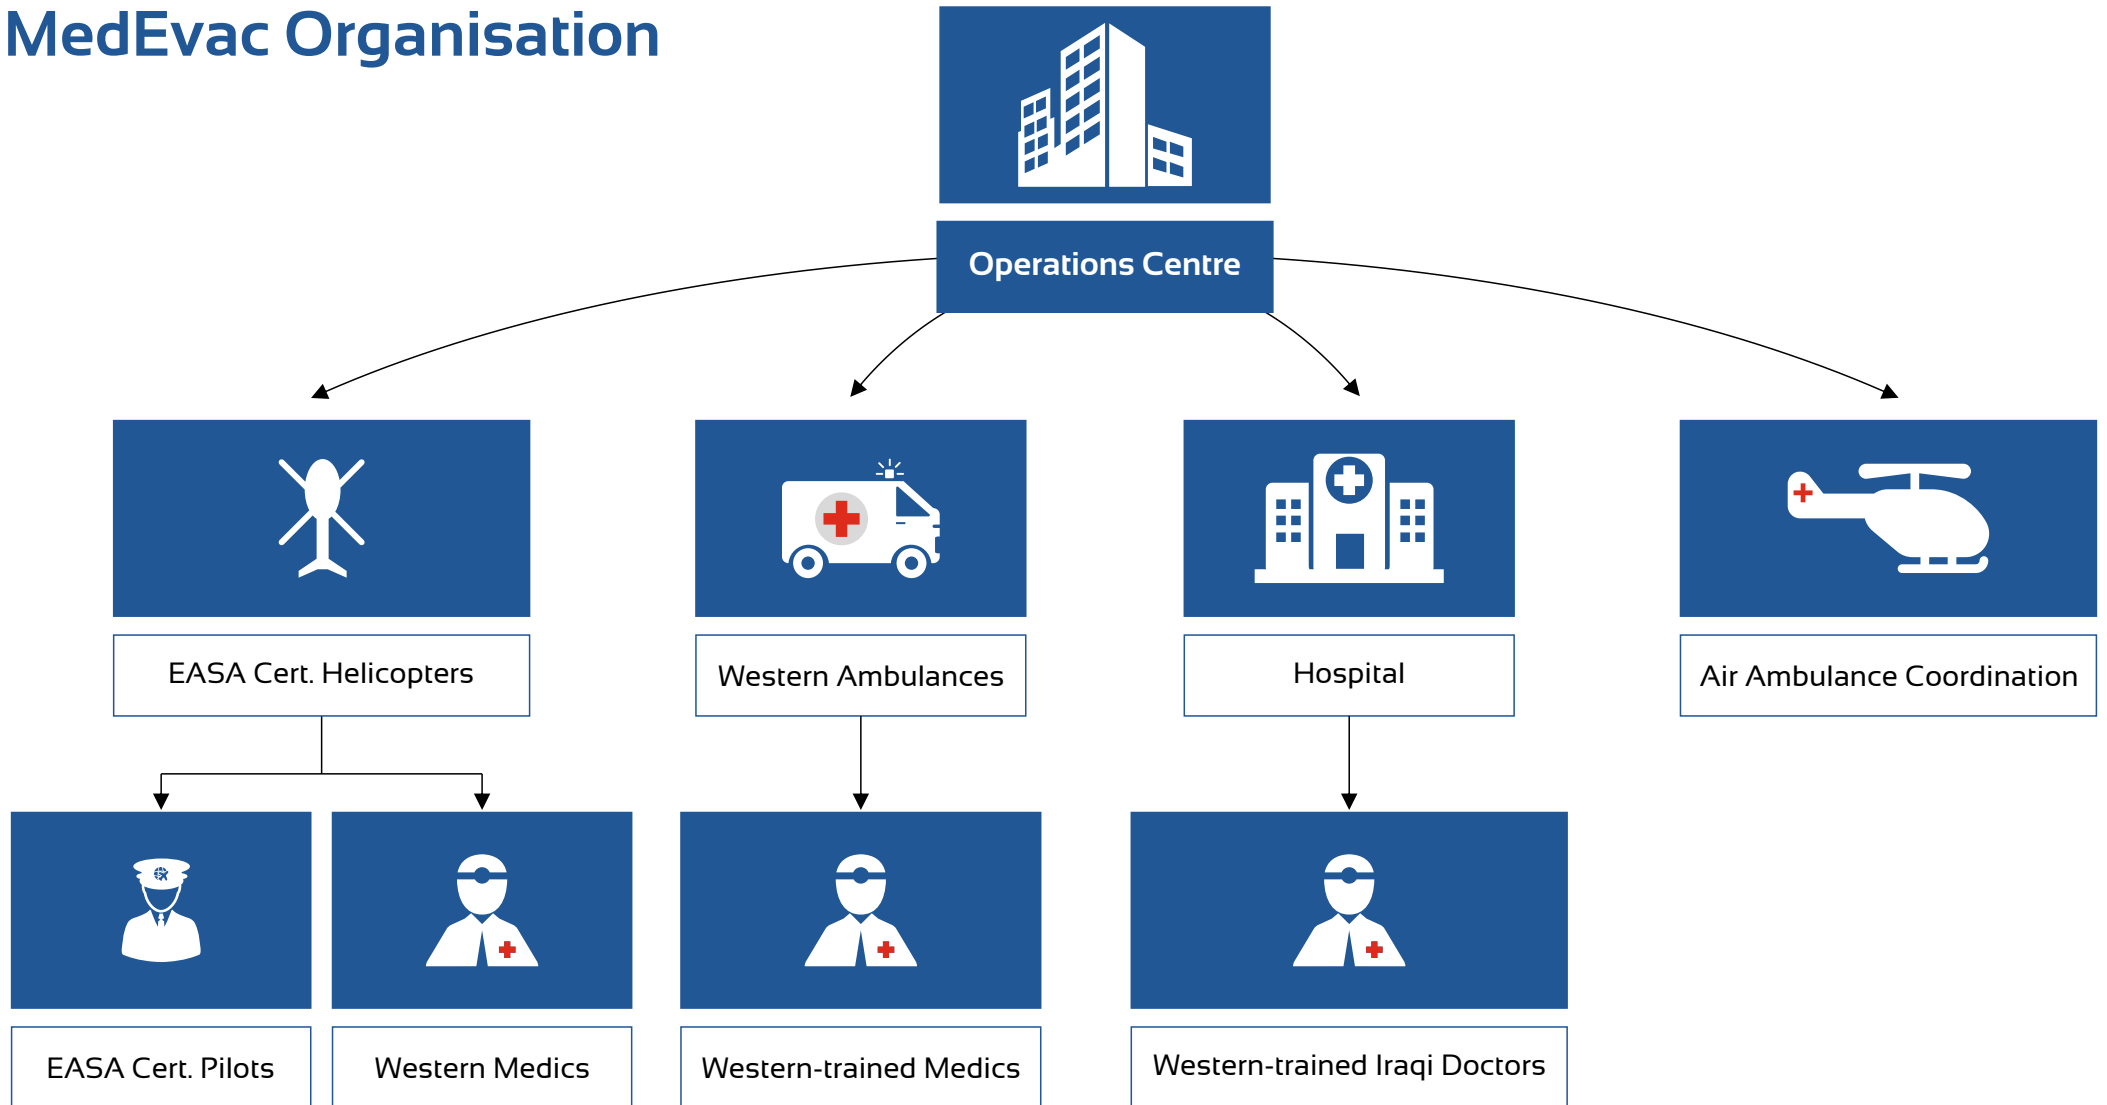 MedEvac Organisation
Operations Centre
EASA Cert. Helicopters
Western Ambulances
Hospital
Air Ambulance Coordination
EASA Cert. Pilots
Western Medics
Western-trained Medics
Western-trained Iraqi Doctors